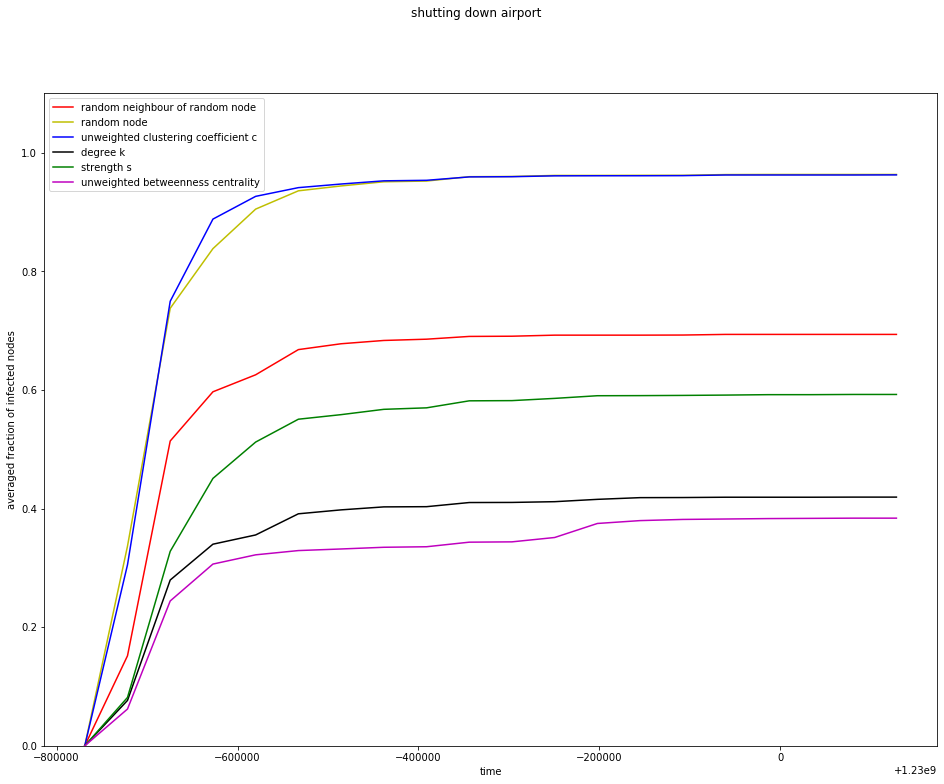 shutting down airport
random neighbour of random node
random node
unweighted clustering coefficient c
degree k
strength s
unweighted betweenness centrality
averaged fraction of infected nodes
1.0
0.8
0.6
0.4
0.2
0.0
−800000 −600000 −400000 −200000 0
+1.23e9
time